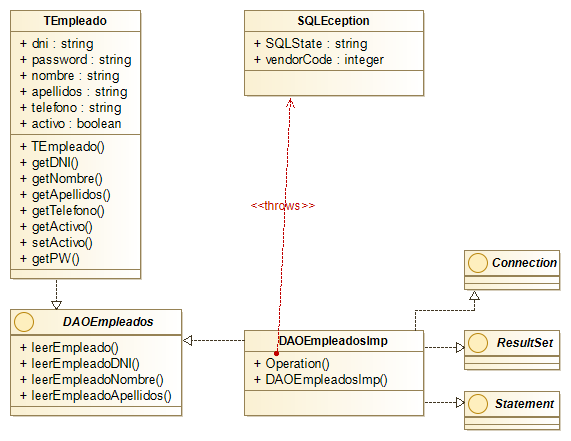 TEmpleado
+ dni : string
+ password : string
+ nombre : string
+ apellidos : string
+ telefono : string
+ activo : boolean
+ TEmpleado()
+ getDNI()
+ getNombre()
+ getApellidos()
+ getTelefono()
+ getActivo()
+ setActivo()
+ getPW()
SQLEception
+ SQLState : string
+ vendorCode : integer
<<throws>>
DAOEmpleados
+ leerEmpleado()
+ leerEmpleadoDNI()
+ leerEmpleadoNombre()
+ leerEmpleadoApellidos()
DAOEmpleadosImp
+ Operation()
+ DAOEmpleadosImp()
Connection
ResultSet
Statement